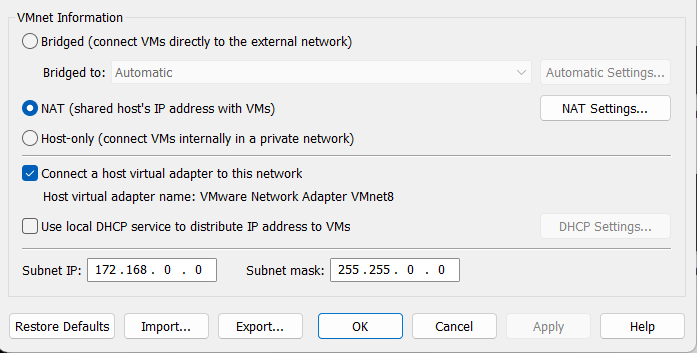 VMnet Information
Bridged (connect VMs directly to the external network)
Bridged to: Automatic Automatic Settings...
NAT (shared host's IP address with VMs) NAT Settings...
Host-only (connect VMs internally in a private network)
Connect a host virtual adapter to this network
Host virtual adapter name: VMware Network Adapter VMnet8
Use local DHCP service to distribute IP address to VMs DHCP Settings...
Subnet IP: 172.168. 0 . 0 Subnet mask: 255.255. 0 . 0
Restore Defaults Import... Export... OK Cancel Apply Help